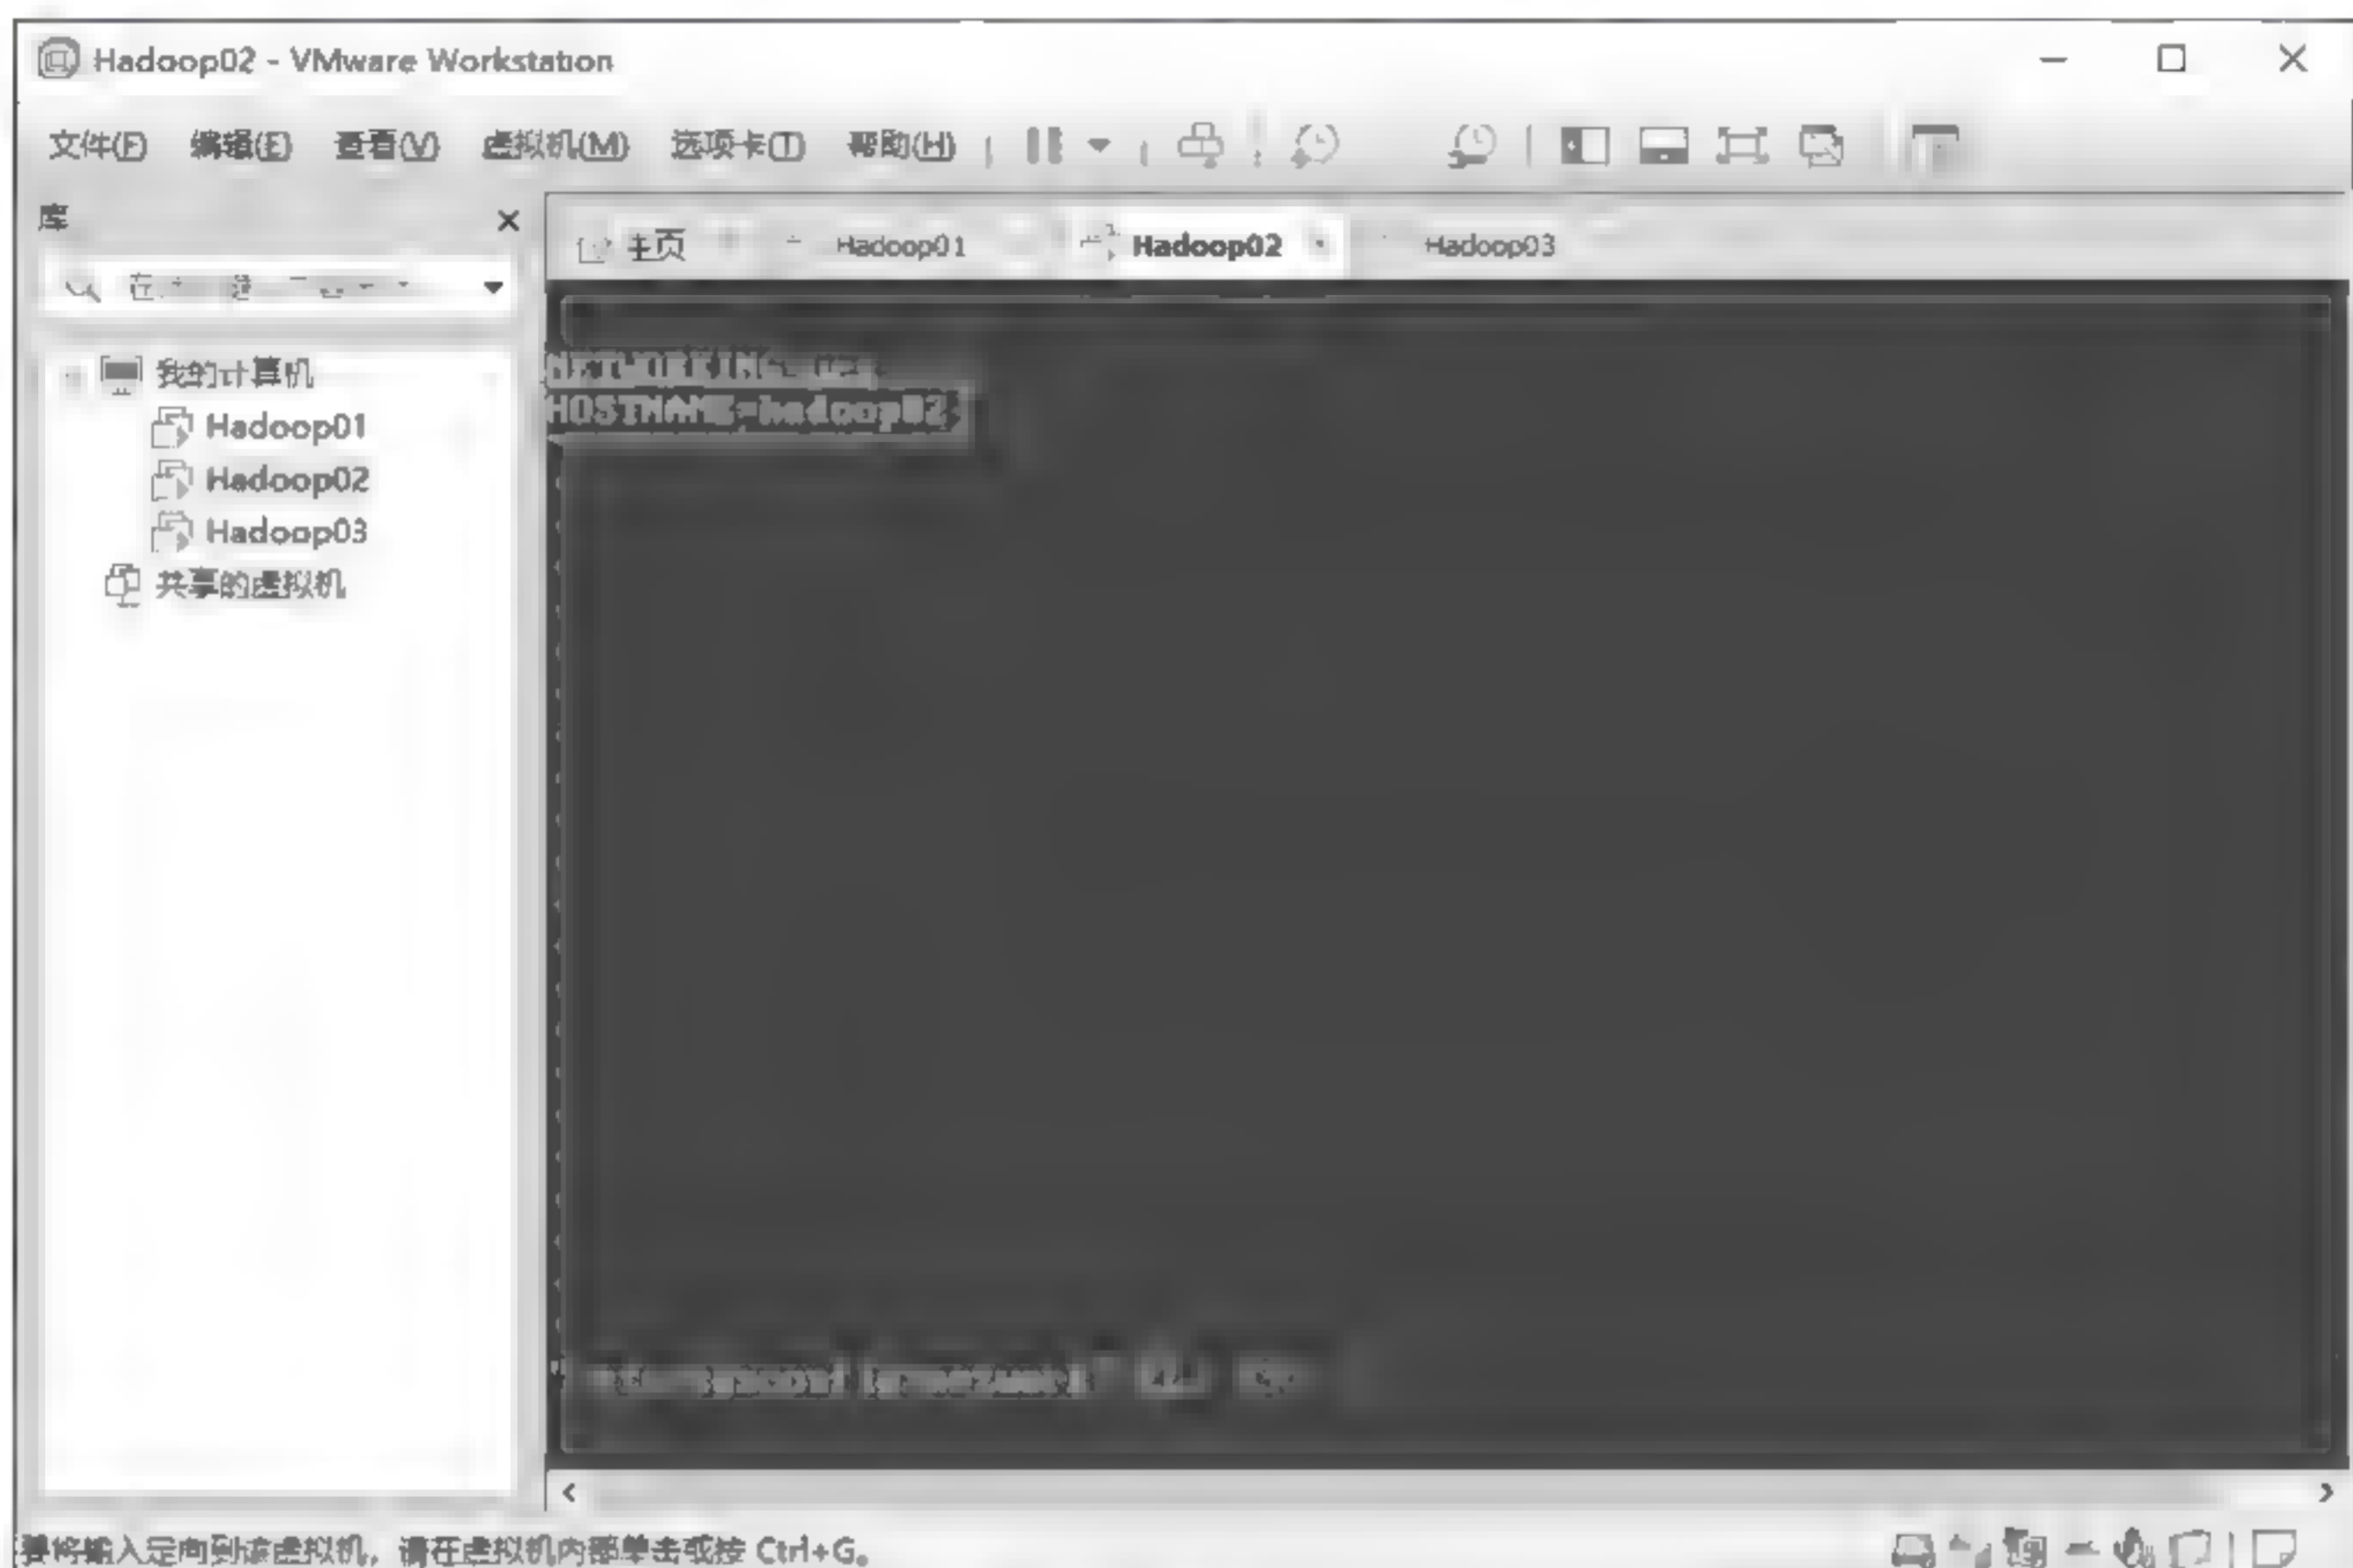 Hadoop02 - VMware Workstation
文件(F) 编辑(E) 查看(V) 虚拟机(M) 选项卡(T) 帮助(H)
库
主页 Hadoop01 Hadoop02 Hadoop03
我的计算机
Hadoop01
Hadoop02
Hadoop03
共享的虚拟机
HOSTNAME=hadoop02
要将输入定向到该虚拟机，请在虚拟机内部单击或按 Ctrl+G。